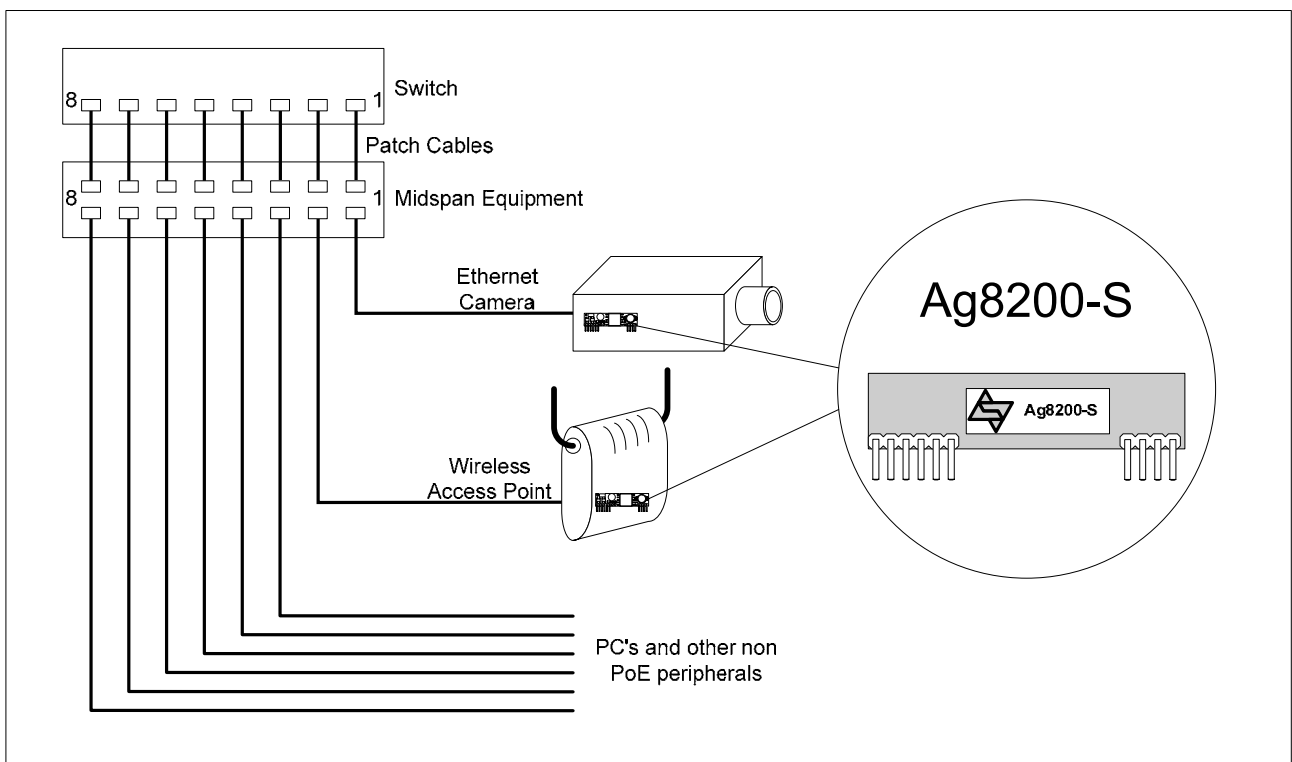 8
1
Switch
Patch Cables
8
1
Midspan Equipment
Ethernet
Camera
Ag8200-S
Ag8200-S
Wireless
Access Point
PC's and other non
PoE peripherals